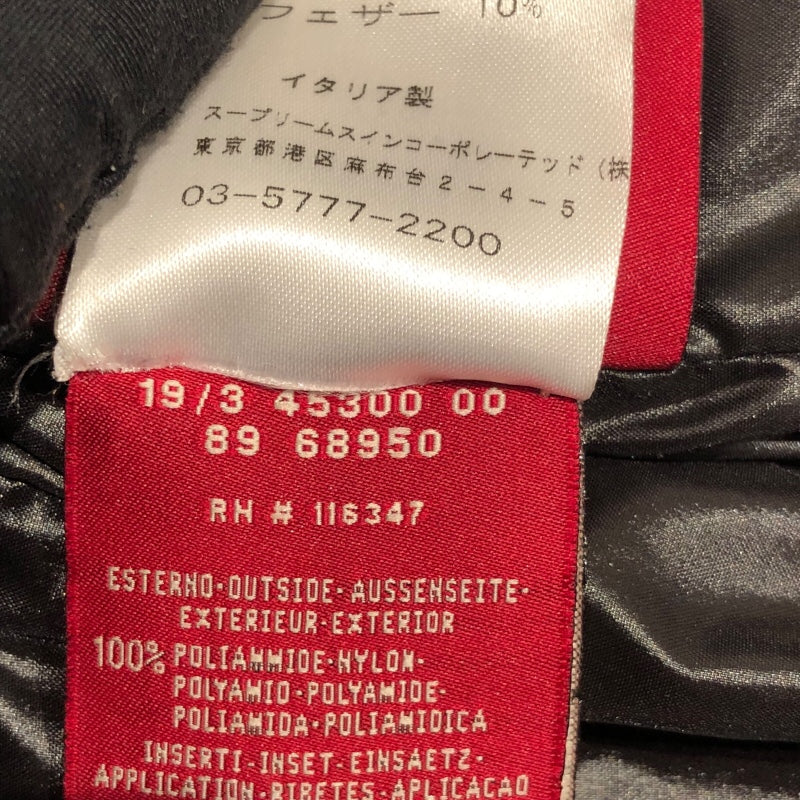 フェザー 10%
イタリア製
スープリームスインコーポレーテッド (株
東京都港区麻布台2-4-5
03-5777-2200
19/3 45300 00
89 68950
RH # 116347
ESTERNO-OUTSIDE-AUSSENSEITE-
EXTERIEUR-EXTERIOR
100% POLIAMMIDE-NYLON-
POLYAMID-POLYAMIDE-
POLIAMIDA-POLIAMIDICA
INSERTI-INSET-EINSAETZ-
APPLICATION-RIBETES-APLICACAO